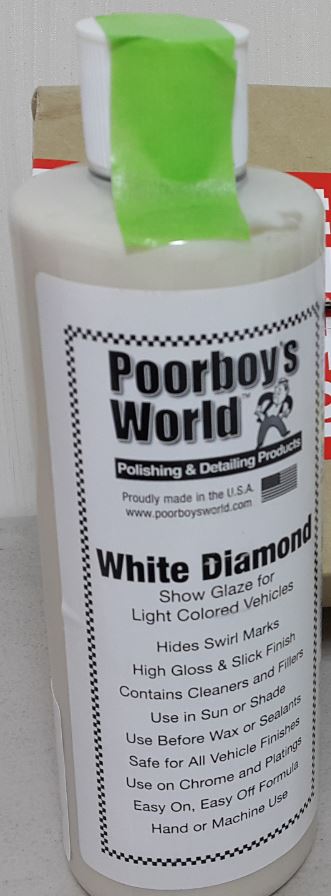 Poorboy's
World™
Polishing & Detailing Products
Proudly made in the U.S.A.
www.poorboysworld.com
White Diamond
Show Glaze for
Light Colored Vehicles
Hides Swirl Marks
High Gloss & Slick Finish
Contains Cleaners and Fillers
Use in Sun or Shade
Use Before Wax or Sealants
Safe for All Vehicle Finishes
Use on Chrome and Platings
Easy On, Easy Off Formula
Hand or Machine Use